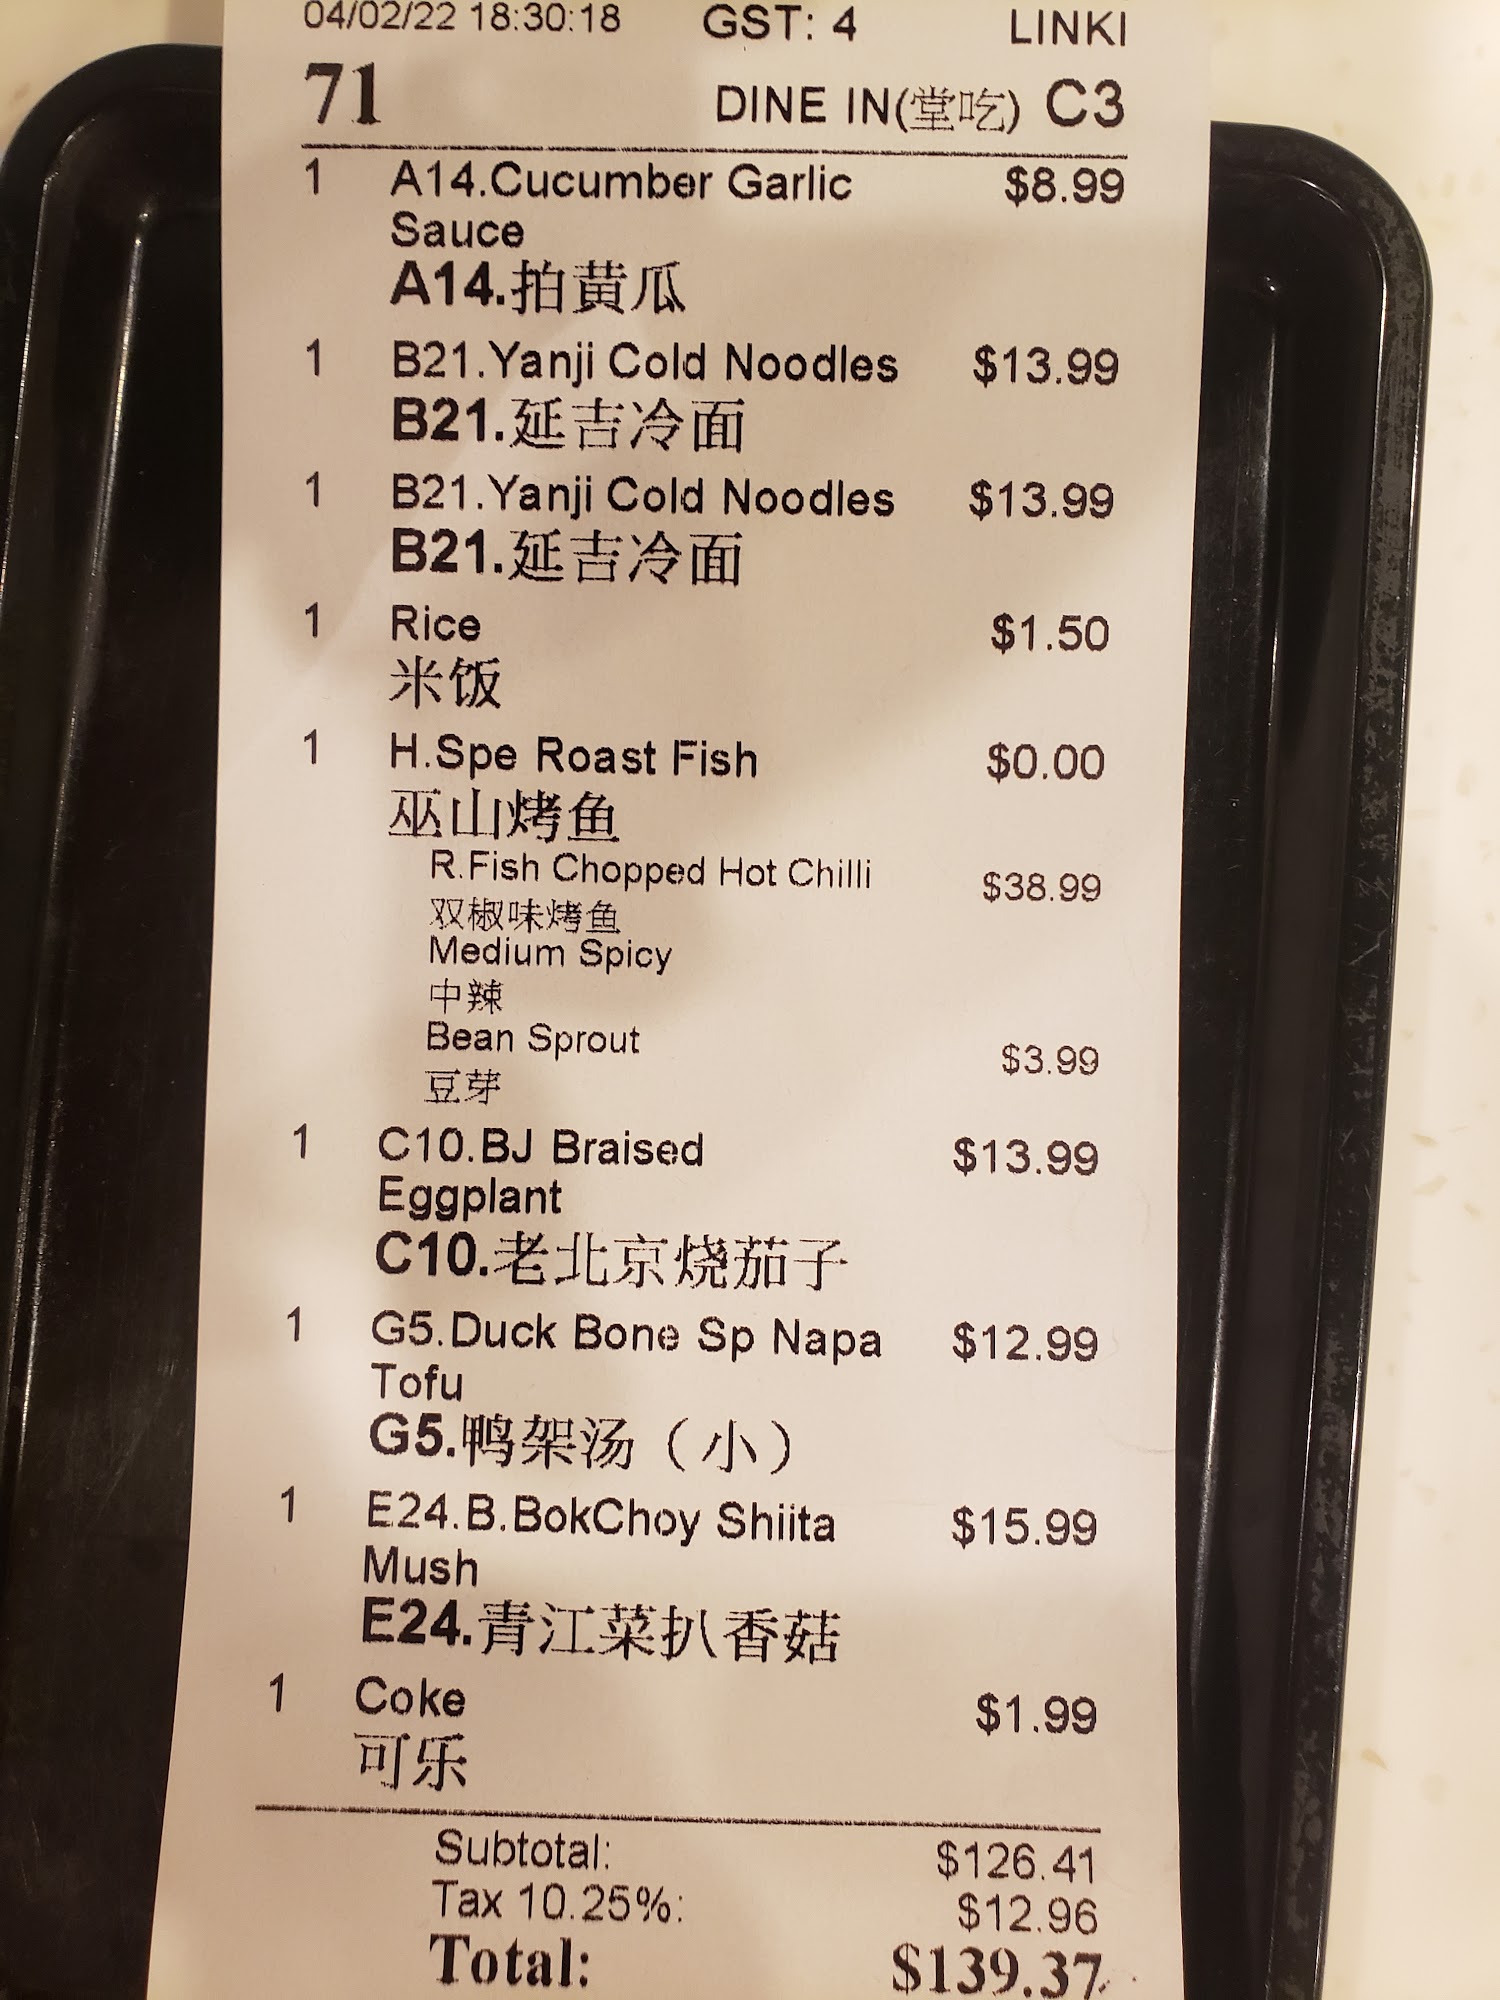 04/02/22 18:30:18 GST: 4 LINKI
71 DINE IN(堂吃) C3
1 A14.Cucumber Garlic $8.99
Sauce
A14.拍黄瓜
1 B21.Yanji Cold Noodles $13.99
B21.延吉冷面
1 B21.Yanji Cold Noodles $13.99
B21.延吉冷面
1 Rice $1.50
米饭
1 H.Spe Roast Fish $0.00
巫山烤鱼
R.Fish Chopped Hot Chilli $38.99
双椒味烤鱼
Medium Spicy
中辣
Bean Sprout $3.99
豆芽
1 C10.BJ Braised $13.99
Eggplant
C10.老北京烧茄子
1 G5.Duck Bone Sp Napa $12.99
Tofu
G5.鸭架汤（小）
1 E24.B.BokChoy Shiita $15.99
Mush
E24.青江菜扒香菇
1 Coke $1.99
可乐
Subtotal: $126.41
Tax 10.25%: $12.96
Total: $139.37